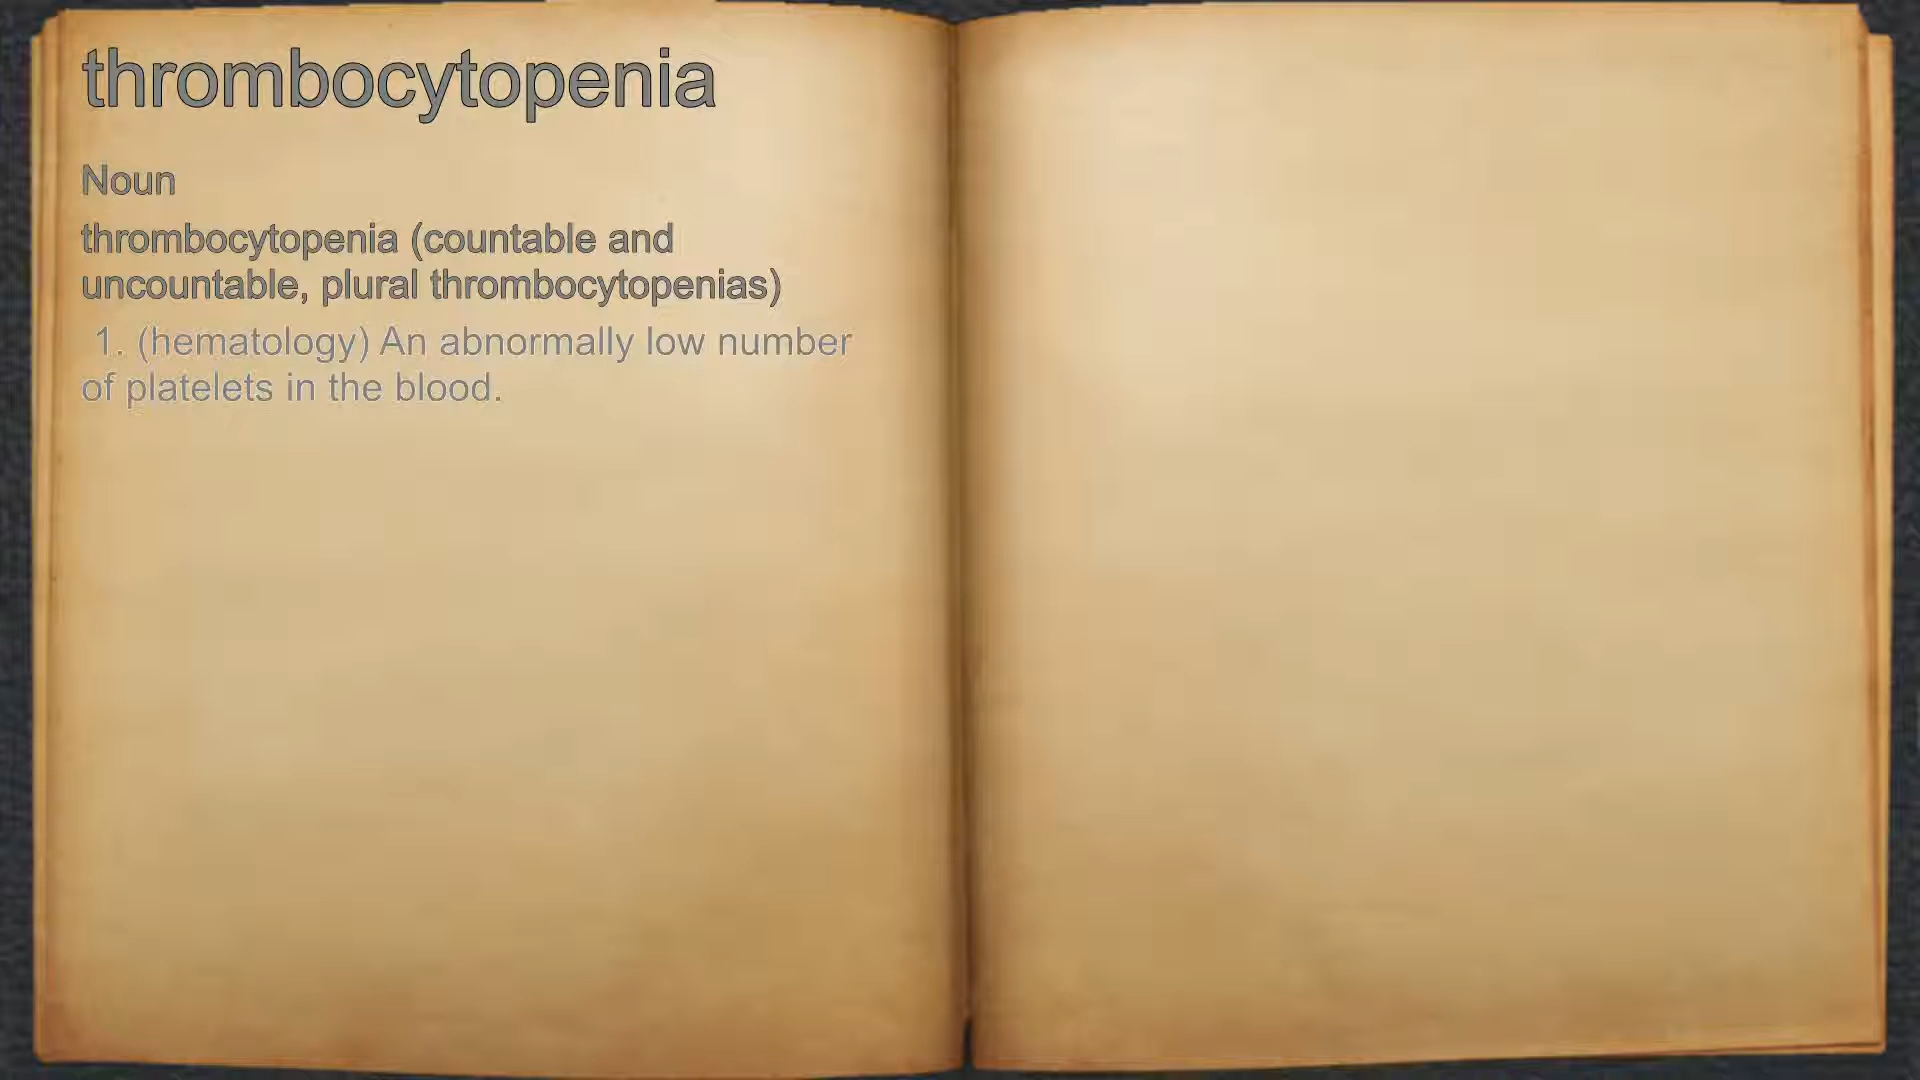 thrombocytopenia
Noun
thrombocytopenia (countable and
uncountable, plural thrombocytopenias)
1. (hematology) An abnormally low number
of platelets in the blood.